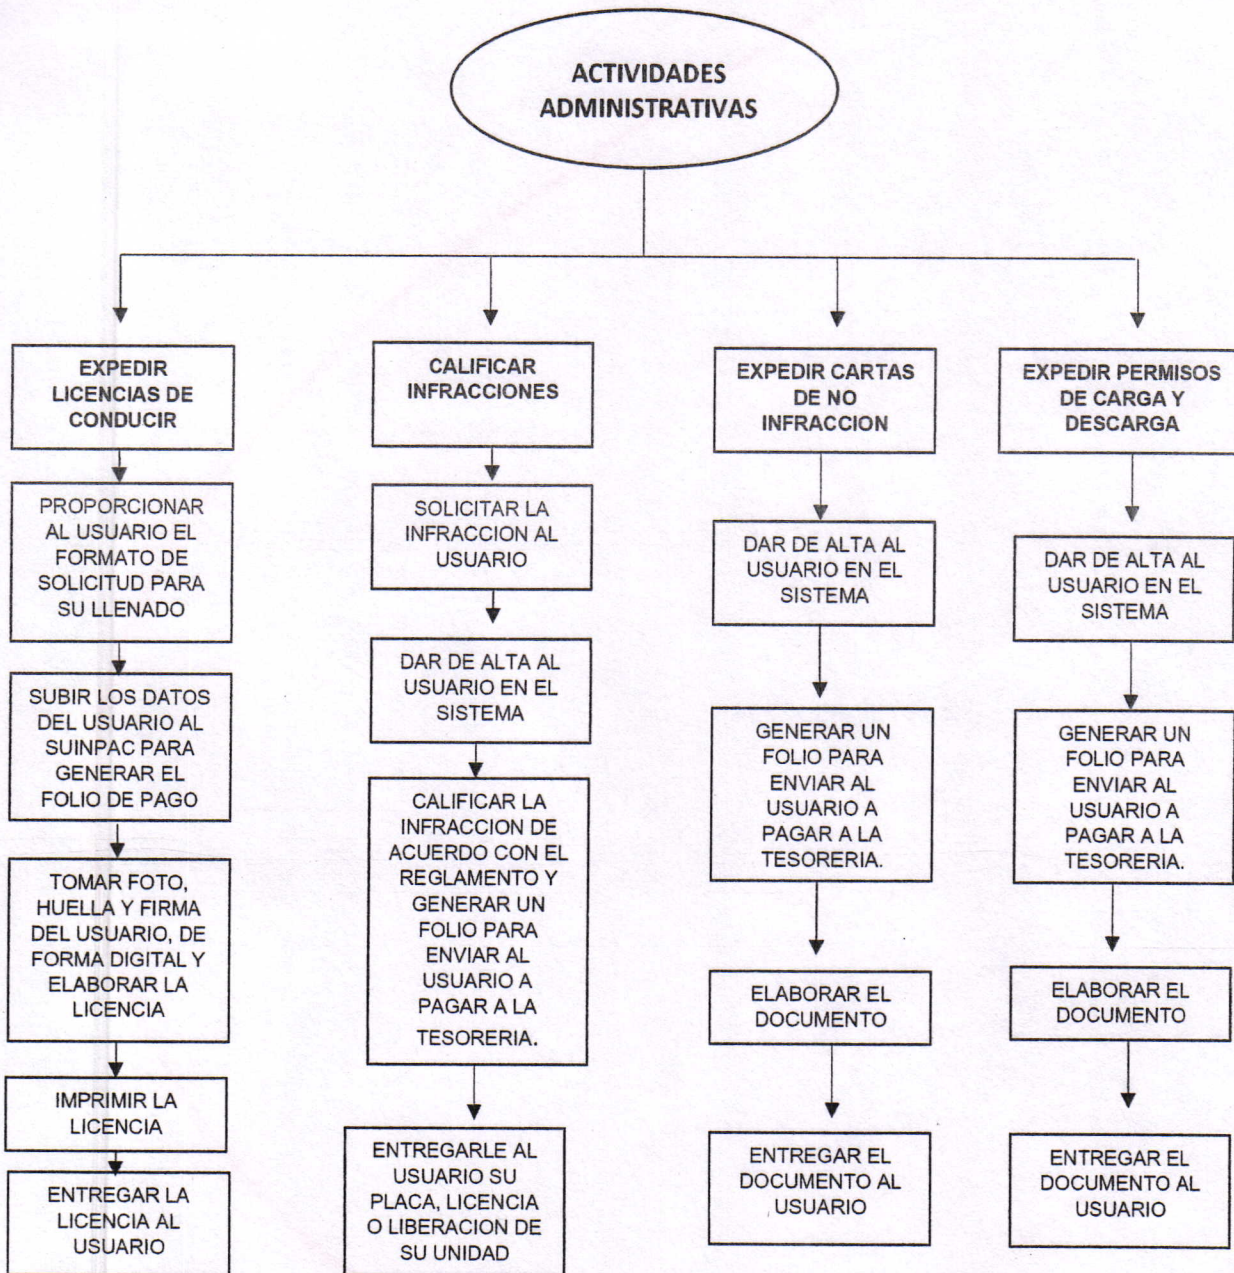 ACTIVIDADES
ADMINISTRATIVAS
EXPEDIR
LICENCIAS DE
CONDUCIR
PROPORCIONAR
AL USUARIO EL
FORMATO DE
SOLICITUD PARA
SU LLENADO
SUBIR LOS DATOS
DEL USUARIO AL
SUINPAC PARA
GENERAR EL
FOLIO DE PAGO
TOMAR FOTO,
HUELLA Y FIRMA
DEL USUARIO, DE
FORMA DIGITAL Y
ELABORAR LA
LICENCIA
IMPRIMIR LA
LICENCIA
ENTREGAR LA
LICENCIA AL
USUARIO
CALIFICAR
INFRACCIONES
SOLICITAR LA
INFRACCION AL
USUARIO
DAR DE ALTA AL
USUARIO EN EL
SISTEMA
CALIFICAR LA
INFRACCION DE
ACUERDO CON EL
REGLAMENTO Y
GENERAR UN
FOLIO PARA
ENVIAR AL
USUARIO A
PAGAR A LA
TESORERIA.
ENTREGARLE AL
USUARIO SU
PLACA, LICENCIA
O LIBERACION DE
SU UNIDAD
EXPEDIR CARTAS
DE NO
INFRACCION
DAR DE ALTA AL
USUARIO EN EL
SISTEMA
GENERAR UN
FOLIO PARA
ENVIAR AL
USUARIO A
PAGAR A LA
TESORERIA.
ELABORAR EL
DOCUMENTO
ENTREGAR EL
DOCUMENTO AL
USUARIO
EXPEDIR PERMISOS
DE CARGA Y
DESCARGA
DAR DE ALTA AL
USUARIO EN EL
SISTEMA
GENERAR UN
FOLIO PARA
ENVIAR AL
USUARIO A
PAGAR A LA
TESORERIA.
ELABORAR EL
DOCUMENTO
ENTREGAR EL
DOCUMENTO AL
USUARIO